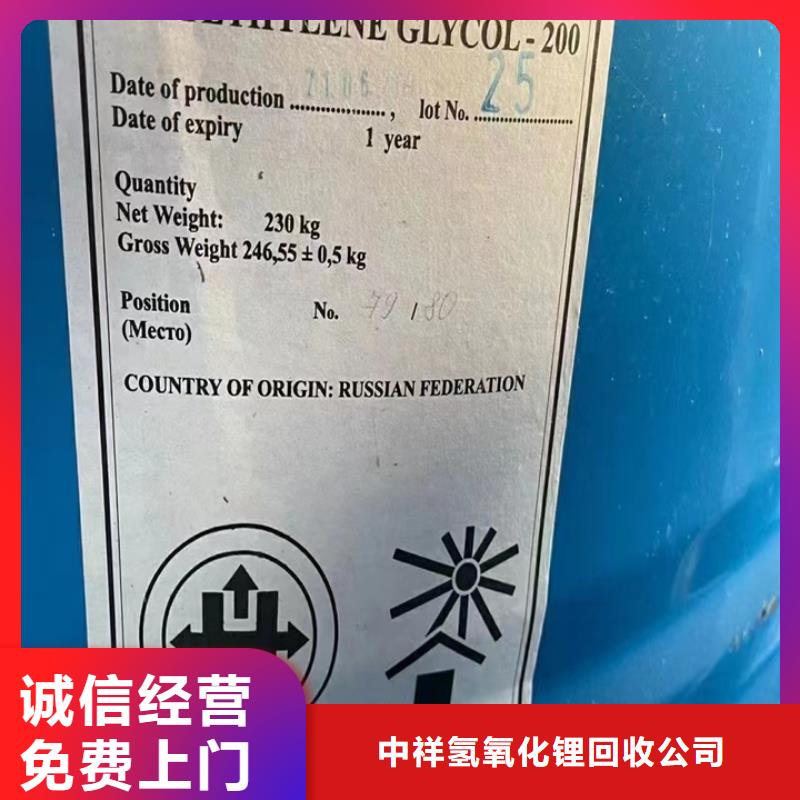 GLYCOL - 200
Date of production ...................., lot No. 25
Date of expiry 1 year
Quantity
Net Weight: 230 kg
Gross Weight 246,55 ± 0,5 kg
Position No. 79 / 80
(Место)
COUNTRY OF ORIGIN: RUSSIAN FEDERATION
诚信经营
免费上门
中祥氢氧化锂回收公司